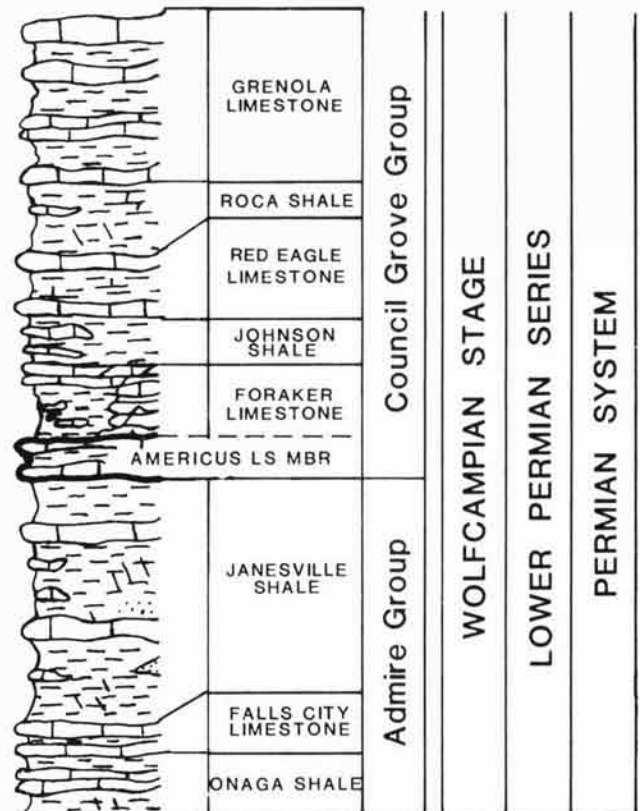 GRENOLA
LIMESTONE
ROCA SHALE
RED EAGLE
LIMESTONE
JOHNSON
SHALE
FORAKER
LIMESTONE
AMERICUS LS MBR
JANESVILLE
SHALE
FALLS CITY
LIMESTONE
ONAGA SHALE
Council Grove Group
Admire Group
WOLFCAMPIAN STAGE
LOWER PERMIAN SERIES
PERMIAN SYSTEM